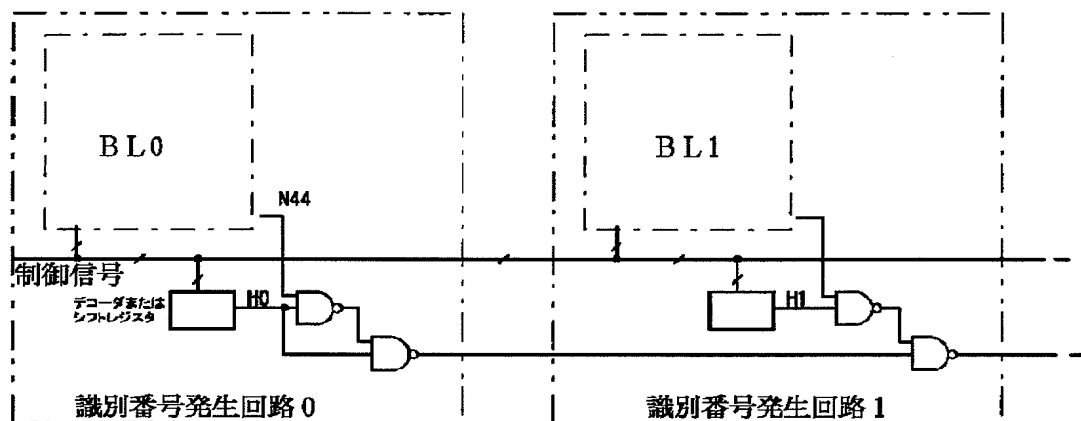 BL0
BL1
N44
制御信号
デコーダまたは
シフトレジスタ
H0
H1
識別番号発生回路0
識別番号発生回路1